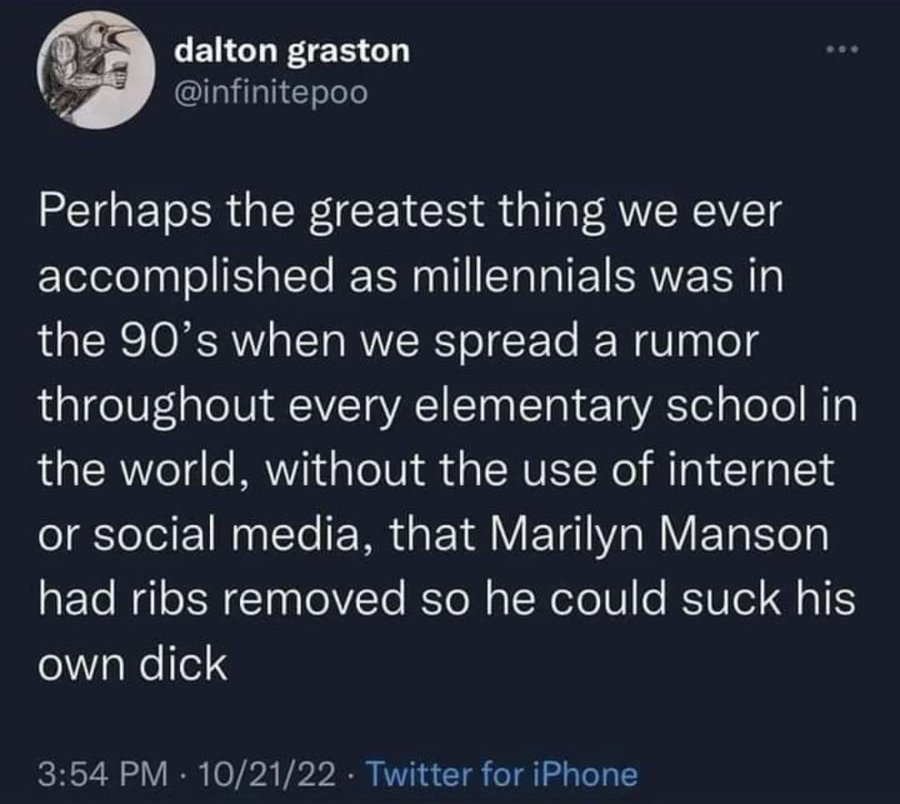 dalton graston
@infinitepoo
Perhaps the greatest thing we ever
accomplished as millennials was in
the 90's when we spread a rumor
throughout every elementary school in
the world, without the use of internet
or social media, that Marilyn Manson
had ribs removed so he could suck his
own dick
3:54 PM · 10/21/22 · Twitter for iPhone